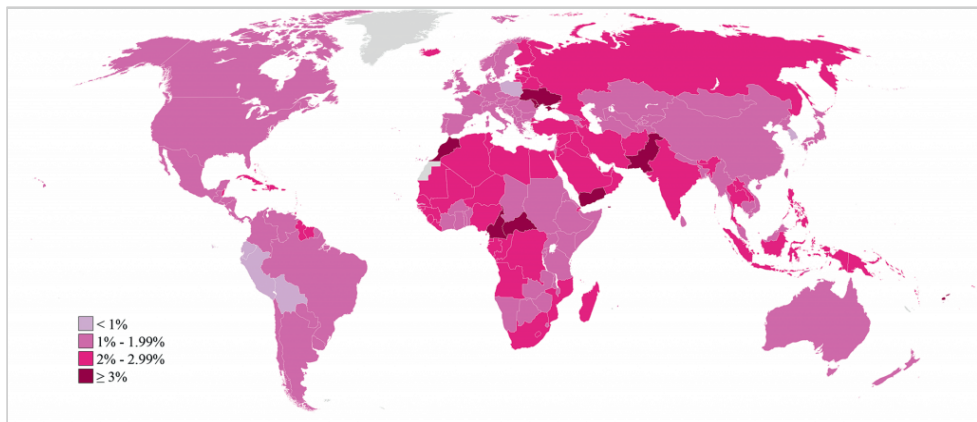 < 1%
1% - 1.99%
2% - 2.99%
≥ 3%